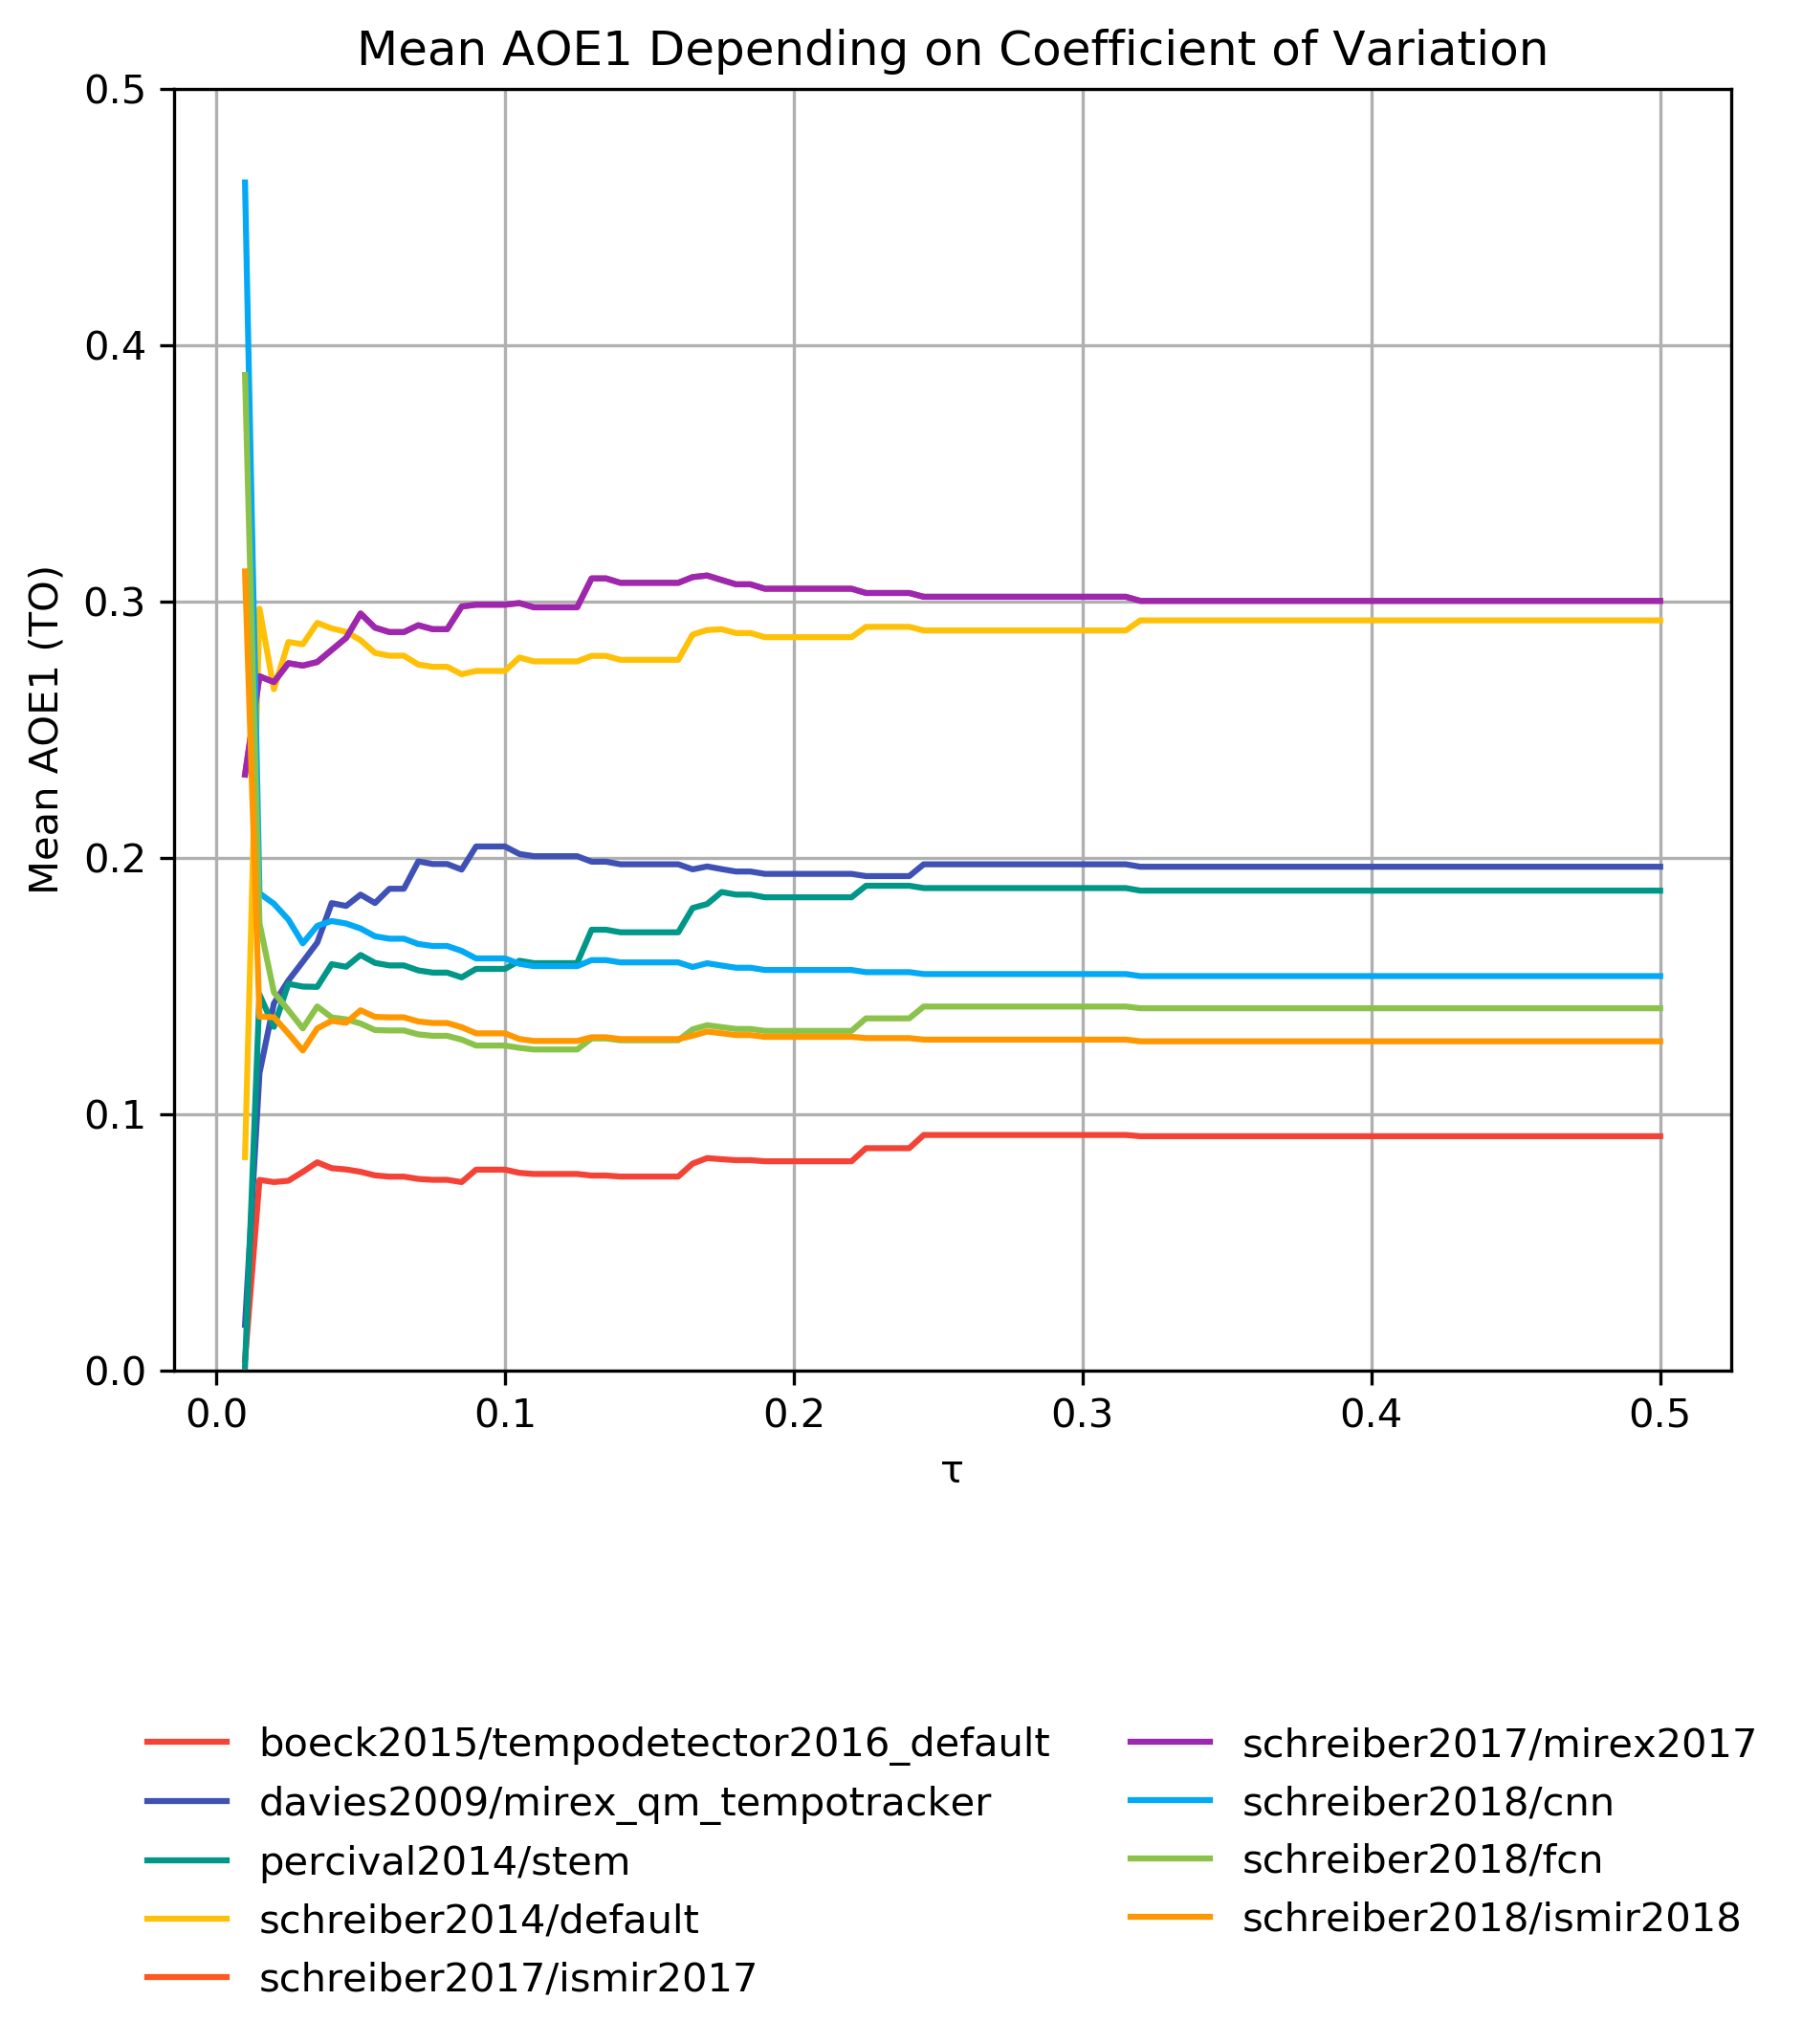 Mean AOE1 Depending on Coefficient of Variation
0.5
0.4
0.3
0.2
0.1
0.0
Mean AOE1 (TO)
0.0 0.1 0.2 0.3 0.4 0.5
τ
boeck2015/tempodetector2016_default
davies2009/mirex_qm_tempotracker
percival2014/stem
schreiber2014/default
schreiber2017/ismir2017
schreiber2017/mirex2017
schreiber2018/cnn
schreiber2018/fcn
schreiber2018/ismir2018